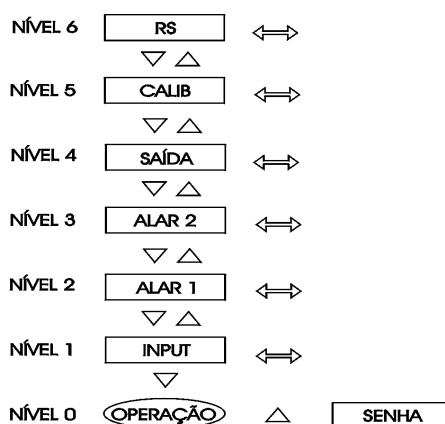 NÍVEL 6 RS
NÍVEL 5 CALIB
NÍVEL 4 SAÍDA
NÍVEL 3 ALAR 2
NÍVEL 2 ALAR 1
NÍVEL 1 INPUT
NÍVEL 0 OPERAÇÃO SENHA